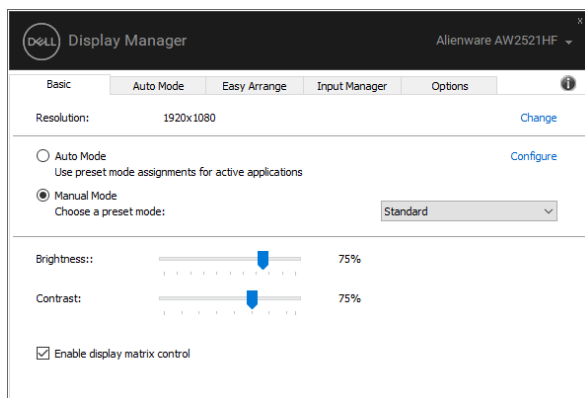 DELL Display Manager Alienware AW2521HF
x
Basic Auto Mode Easy Arrange Input Manager Options i
Resolution: 1920x1080 Change
Auto Mode Configure
Use preset mode assignments for active applications
Manual Mode
Choose a preset mode: Standard
Brightness:: 75%
Contrast: 75%
Enable display matrix control